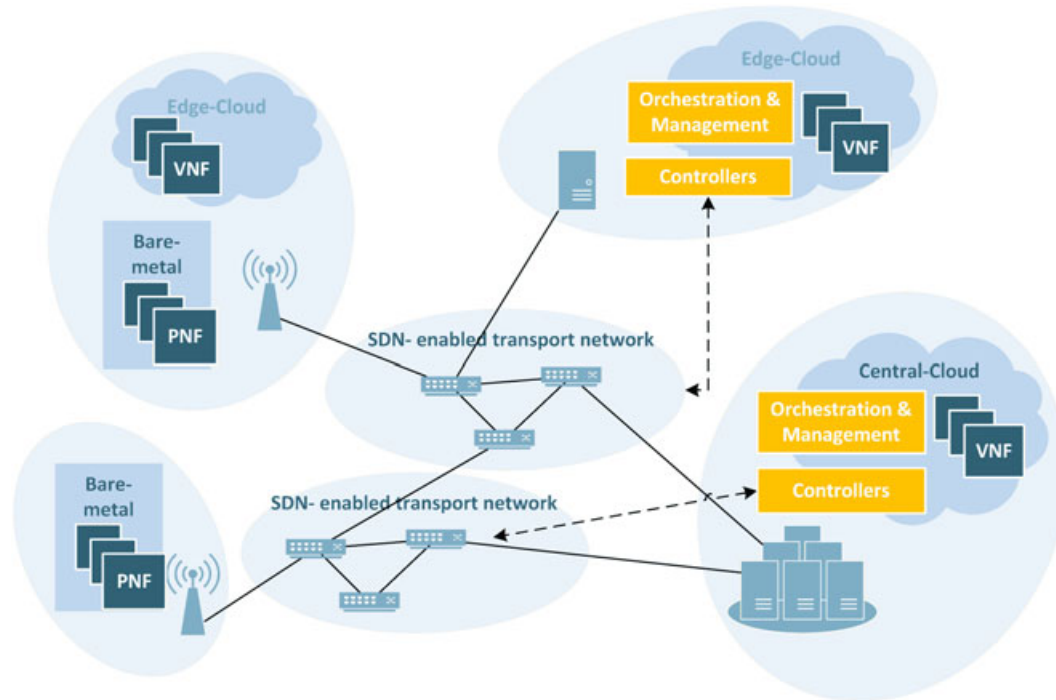 Edge-Cloud
VNF
Bare-
metal
PNF
Edge-Cloud
Orchestration &
Management
VNF
Controllers
SDN- enabled transport network
Central-Cloud
Orchestration &
Management
VNF
Controllers
SDN- enabled transport network
Bare-
metal
PNF